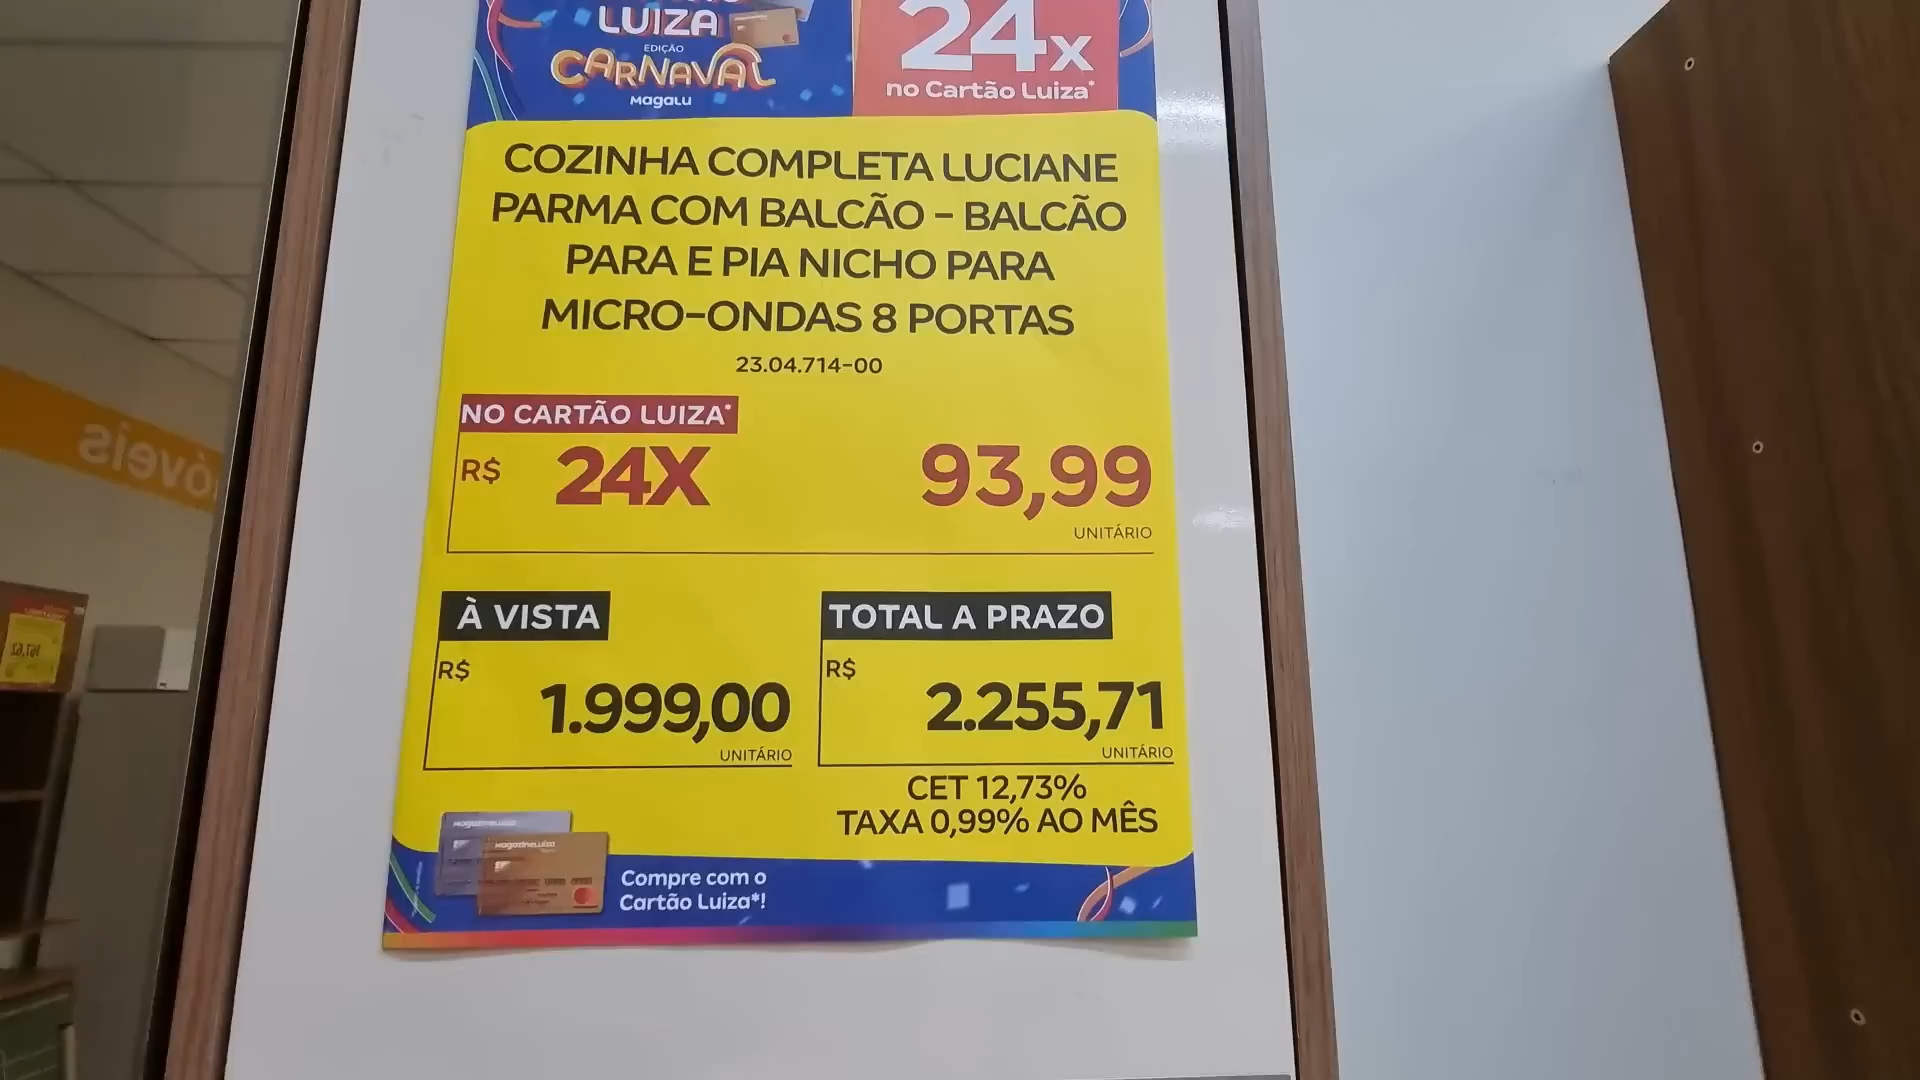 LUIZA
EDIÇÃO
CARNAVAL
Magalu
24x
no Cartão Luiza*
COZINHA COMPLETA LUCIANE
PARMA COM BALCÃO - BALCÃO
PARA E PIA NICHO PARA
MICRO-ONDAS 8 PORTAS
23.04.714-00
NO CARTÃO LUIZA*
R$ 24X 93,99
UNITÁRIO
À VISTA
R$
1.999,00
UNITÁRIO
TOTAL A PRAZO
R$
2.255,71
UNITÁRIO
CET 12,73%
TAXA 0,99% AO MÊS
magazineluiza
magazineluiza
Compre com o
Cartão Luiza*!
óveis